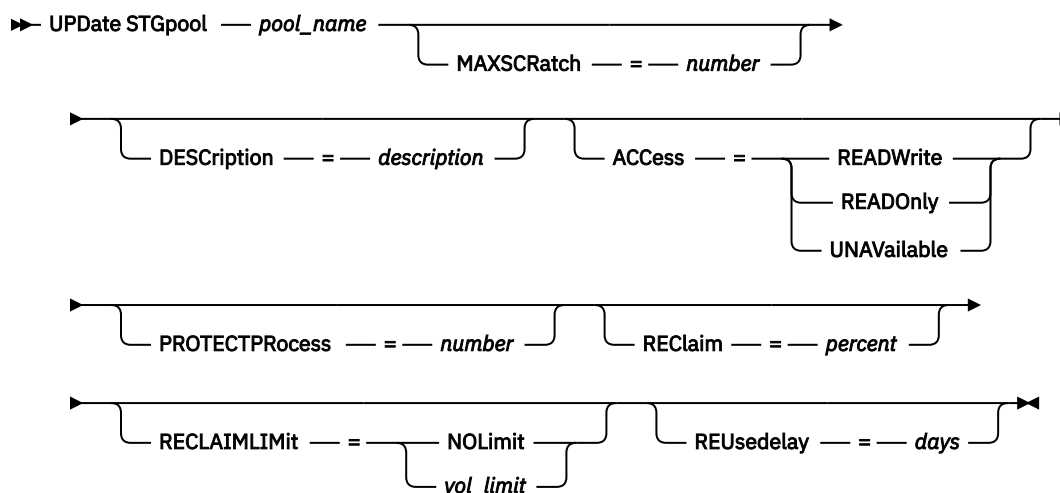 UPDate STGpool — pool_name
MAXSCRatch — = — number
DESCription — = — description
ACCess — = READWrite
READOnly
UNAVailable
PROTECTPRocess — = — number
REClaim — = — percent
RECLAIMLIMit — = NOLimit
vol_limit
REUsedelay — = — days